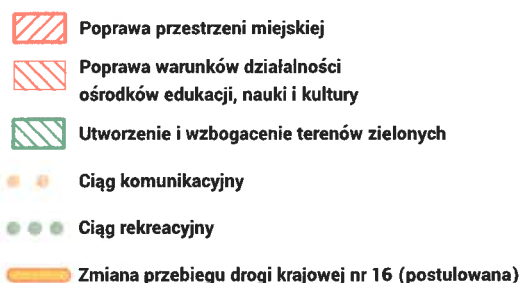 Poprawa przestrzeni miejskiej
Poprawa warunków działalności
ośrodków edukacji, nauki i kultury
Utworzenie i wzbogacenie terenów zielonych
Ciąg komunikacyjny
Ciąg rekreacyjny
Zmiana przebiegu drogi krajowej nr 16 (postulowana)